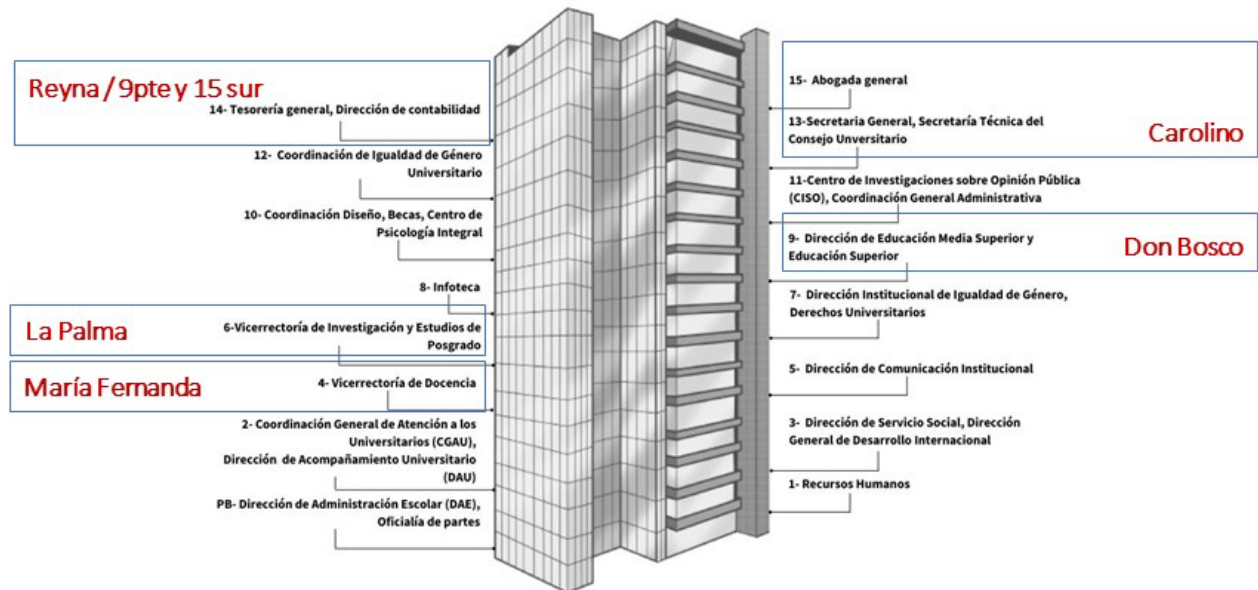 Reyna / 9pte y 15 sur
14- Tesorería general, Dirección de contabilidad
12- Coordinación de Igualdad de Género
Universitario
10- Coordinación Diseño, Becas, Centro de
Psicología Integral
8- Infoteca
La Palma
6-Vicerrectoría de Investigación y Estudios de
Posgrado
María Fernanda
4- Vicerrectoría de Docencia
2- Coordinación General de Atención a los
Universitarios (CGAU),
Dirección de Acompañamiento Universitario
(DAU)
PB- Dirección de Administración Escolar (DAE),
Oficialía de partes
15- Abogada general
13-Secretaria General, Secretaría Técnica del
Consejo Unversitario
Carolino
11-Centro de Investigaciones sobre Opinión Pública
(CISO), Coordinación General Administrativa
9- Dirección de Educación Media Superior y
Educación Superior
Don Bosco
7- Dirección Institucional de Igualdad de Género,
Derechos Universitarios
5- Dirección de Comunicación Institucional
3- Dirección de Servicio Social, Dirección
General de Desarrollo Internacional
1- Recursos Humanos